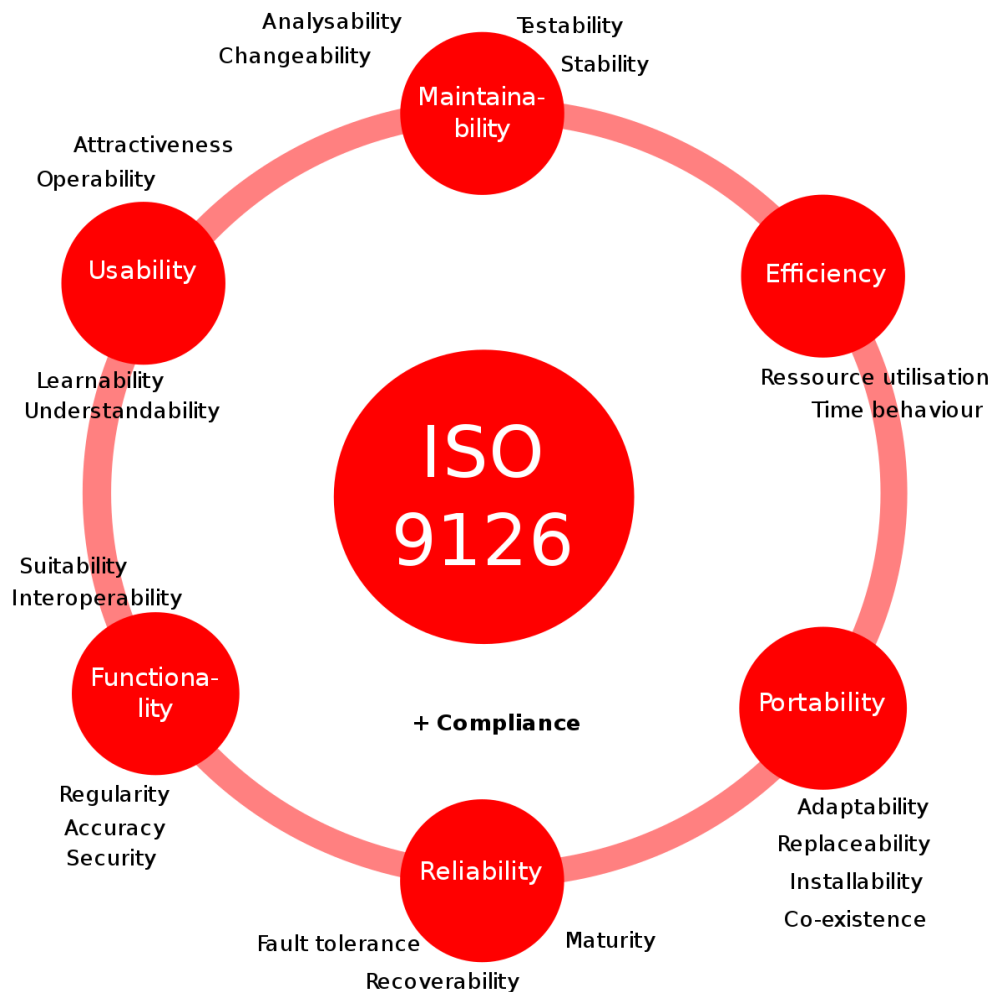 Analysability
Testability
Changeability
Stability
Maintaina-
bility
Attractiveness
Operability
Usability
Efficiency
Learnability
Understandability
Ressource utilisation
Time behaviour
ISO
9126
Suitability
Interoperability
Functiona-
lity
Portability
+ Compliance
Regularity
Accuracy
Security
Adaptability
Replaceability
Installability
Co-existence
Reliability
Fault tolerance
Maturity
Recoverability